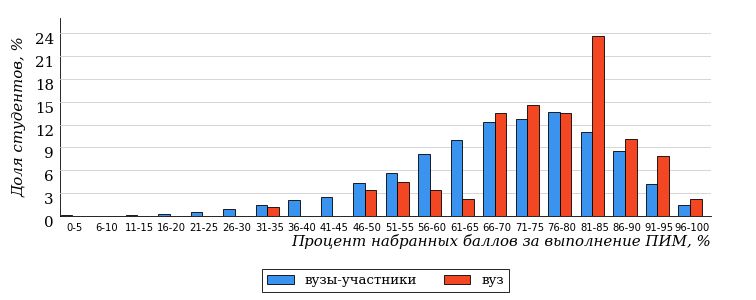 Доля студентов, %
24
21
18
15
12
9
6
3
0
0-5 6-10 11-15 16-20 21-25 26-30 31-35 36-40 41-45 46-50 51-55 56-60 61-65 66-70 71-75 76-80 81-85 86-90 91-95 96-100
Процент набранных баллов за выполнение ПИМ, %
вузы-участники вуз